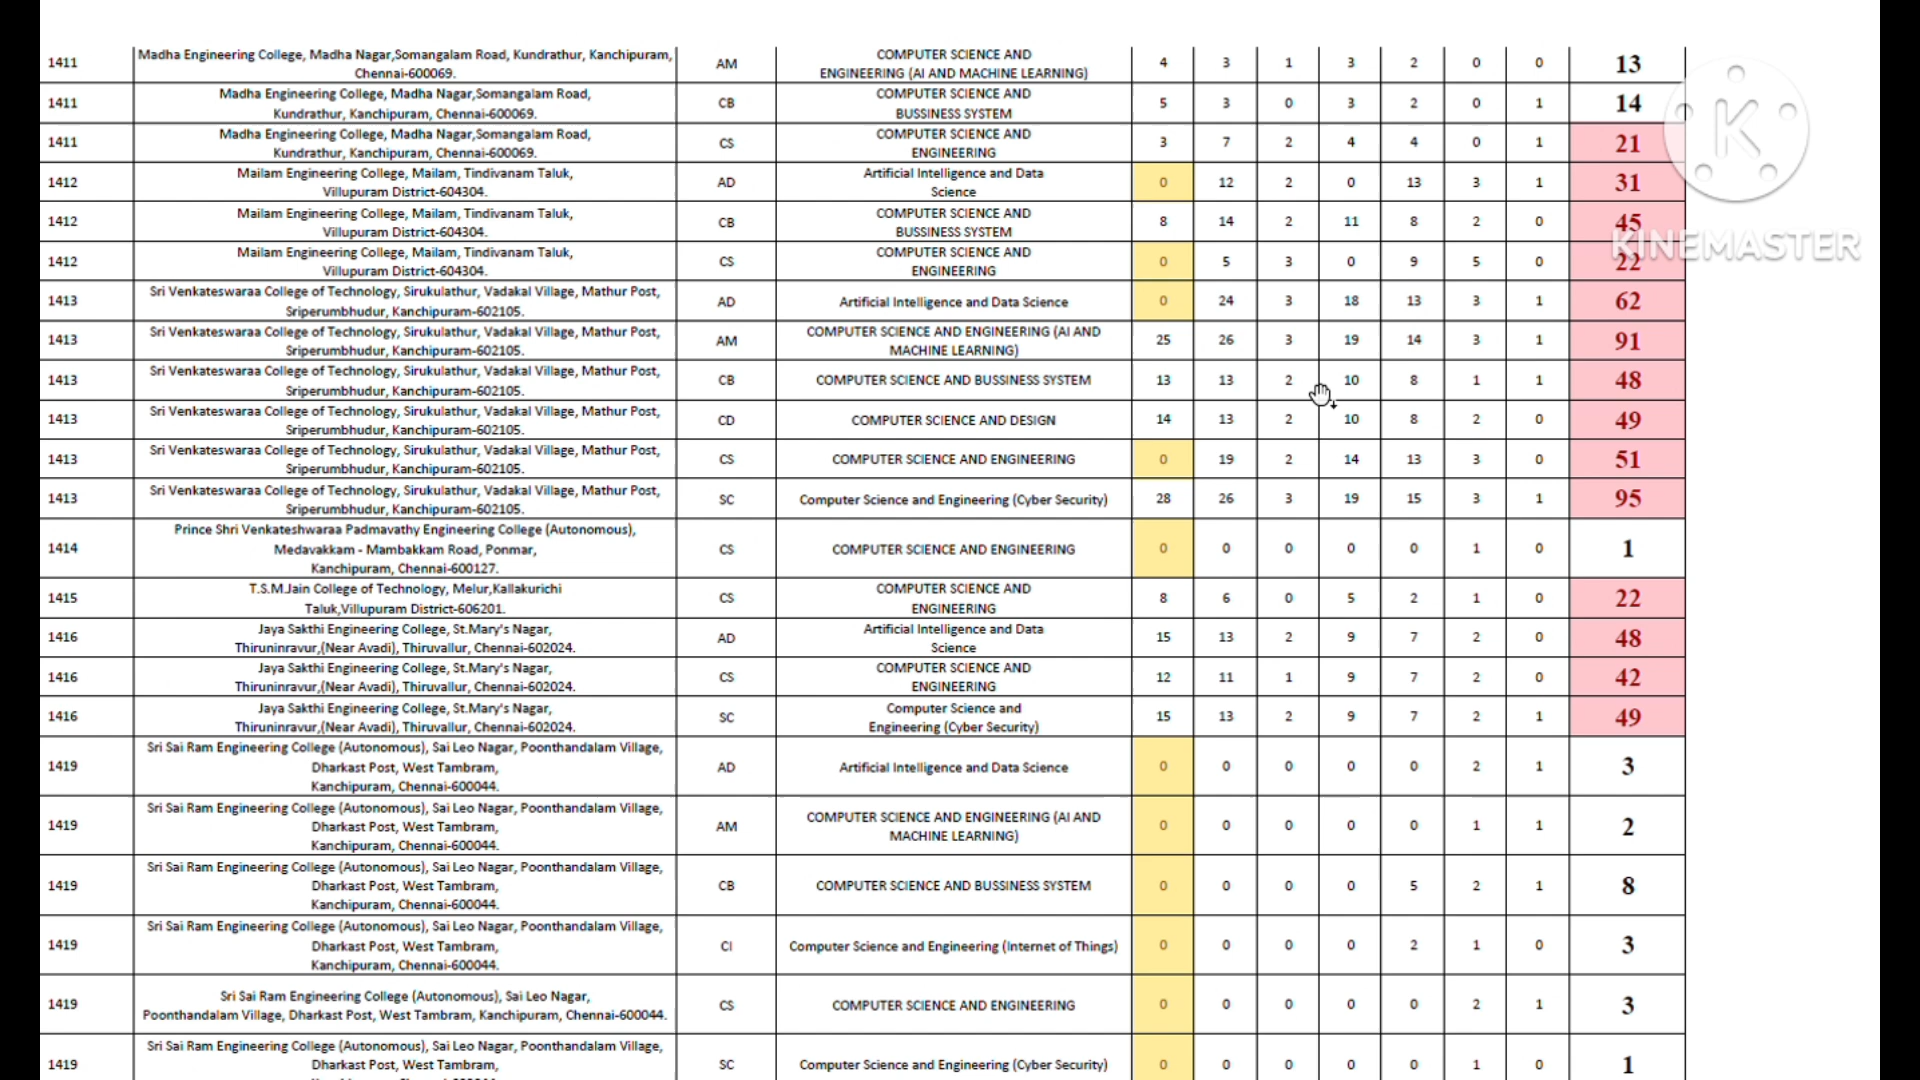 1411 Madha Engineering College, Madha Nagar,Somangalam Road, Kundrathur, Kanchipuram, Chennai-600069. AM COMPUTER SCIENCE AND ENGINEERING (AI AND MACHINE LEARNING) 4 3 1 3 2 0 0 13
1411 Madha Engineering College, Madha Nagar,Somangalam Road, Kundrathur, Kanchipuram, Chennai-600069. CB COMPUTER SCIENCE AND BUSSINESS SYSTEM 5 3 0 3 2 0 1 14
1411 Madha Engineering College, Madha Nagar,Somangalam Road, Kundrathur, Kanchipuram, Chennai-600069. CS COMPUTER SCIENCE AND ENGINEERING 3 7 2 4 4 0 1 21
1412 Mailam Engineering College, Mailam, Tindivanam Taluk, Villupuram District-604304. AD Artificial Intelligence and Data Science 0 12 2 0 13 3 1 31
1412 Mailam Engineering College, Mailam, Tindivanam Taluk, Villupuram District-604304. CB COMPUTER SCIENCE AND BUSSINESS SYSTEM 8 14 2 11 8 2 0 45
1412 Mailam Engineering College, Mailam, Tindivanam Taluk, Villupuram District-604304. CS COMPUTER SCIENCE AND ENGINEERING 0 5 3 0 9 5 0 22
1413 Sri Venkateswaraa College of Technology, Sirukulathur, Vadakal Village, Mathur Post, Sriperumbhudur, Kanchipuram-602105. AD Artificial Intelligence and Data Science 0 24 3 18 13 3 1 62
1413 Sri Venkateswaraa College of Technology, Sirukulathur, Vadakal Village, Mathur Post, Sriperumbhudur, Kanchipuram-602105. AM COMPUTER SCIENCE AND ENGINEERING (AI AND MACHINE LEARNING) 25 26 3 19 14 3 1 91
1413 Sri Venkateswaraa College of Technology, Sirukulathur, Vadakal Village, Mathur Post, Sriperumbhudur, Kanchipuram-602105. CB COMPUTER SCIENCE AND BUSSINESS SYSTEM 13 13 2 10 8 1 1 48
1413 Sri Venkateswaraa College of Technology, Sirukulathur, Vadakal Village, Mathur Post, Sriperumbhudur, Kanchipuram-602105. CD COMPUTER SCIENCE AND DESIGN 14 13 2 10 8 2 0 49
1413 Sri Venkateswaraa College of Technology, Sirukulathur, Vadakal Village, Mathur Post, Sriperumbhudur, Kanchipuram-602105. CS COMPUTER SCIENCE AND ENGINEERING 0 19 2 14 13 3 0 51
1413 Sri Venkateswaraa College of Technology, Sirukulathur, Vadakal Village, Mathur Post, Sriperumbhudur, Kanchipuram-602105. SC Computer Science and Engineering (Cyber Security) 28 26 3 19 15 3 1 95
1414 Prince Shri Venkateshwaraa Padmavathy Engineering College (Autonomous), Medavakkam - Mambakkam Road, Ponmar, Kanchipuram, Chennai-600127. CS COMPUTER SCIENCE AND ENGINEERING 0 0 0 0 0 1 0 1
1415 T.S.M.Jain College of Technology, Melur,Kallakurichi Taluk,Villupuram District-606201. CS COMPUTER SCIENCE AND ENGINEERING 8 6 0 5 2 1 0 22
1416 Jaya Sakthi Engineering College, St.Mary's Nagar, Thiruninravur,(Near Avadi), Thiruvallur, Chennai-602024. AD Artificial Intelligence and Data Science 15 13 2 9 7 2 0 48
1416 Jaya Sakthi Engineering College, St.Mary's Nagar, Thiruninravur,(Near Avadi), Thiruvallur, Chennai-602024. CS COMPUTER SCIENCE AND ENGINEERING 12 11 1 9 7 2 0 42
1416 Jaya Sakthi Engineering College, St.Mary's Nagar, Thiruninravur,(Near Avadi), Thiruvallur, Chennai-602024. SC Computer Science and Engineering (Cyber Security) 15 13 2 9 7 2 1 49
1419 Sri Sai Ram Engineering College (Autonomous), Sai Leo Nagar, Poonthandalam Village, Dharkast Post, West Tambram, Kanchipuram, Chennai-600044. AD Artificial Intelligence and Data Science 0 0 0 0 0 2 1 3
1419 Sri Sai Ram Engineering College (Autonomous), Sai Leo Nagar, Poonthandalam Village, Dharkast Post, West Tambram, Kanchipuram, Chennai-600044. AM COMPUTER SCIENCE AND ENGINEERING (AI AND MACHINE LEARNING) 0 0 0 0 0 1 1 2
1419 Sri Sai Ram Engineering College (Autonomous), Sai Leo Nagar, Poonthandalam Village, Dharkast Post, West Tambram, Kanchipuram, Chennai-600044. CB COMPUTER SCIENCE AND BUSSINESS SYSTEM 0 0 0 0 5 2 1 8
1419 Sri Sai Ram Engineering College (Autonomous), Sai Leo Nagar, Poonthandalam Village, Dharkast Post, West Tambram, Kanchipuram, Chennai-600044. CI Computer Science and Engineering (Internet of Things) 0 0 0 0 2 1 0 3
1419 Sri Sai Ram Engineering College (Autonomous), Sai Leo Nagar, Poonthandalam Village, Dharkast Post, West Tambram, Kanchipuram, Chennai-600044. CS COMPUTER SCIENCE AND ENGINEERING 0 0 0 0 0 2 1 3
1419 Sri Sai Ram Engineering College (Autonomous), Sai Leo Nagar, Poonthandalam Village, Dharkast Post, West Tambram, SC Computer Science and Engineering (Cyber Security) 0 0 0 0 0 1 0 1
K
KINEMASTER